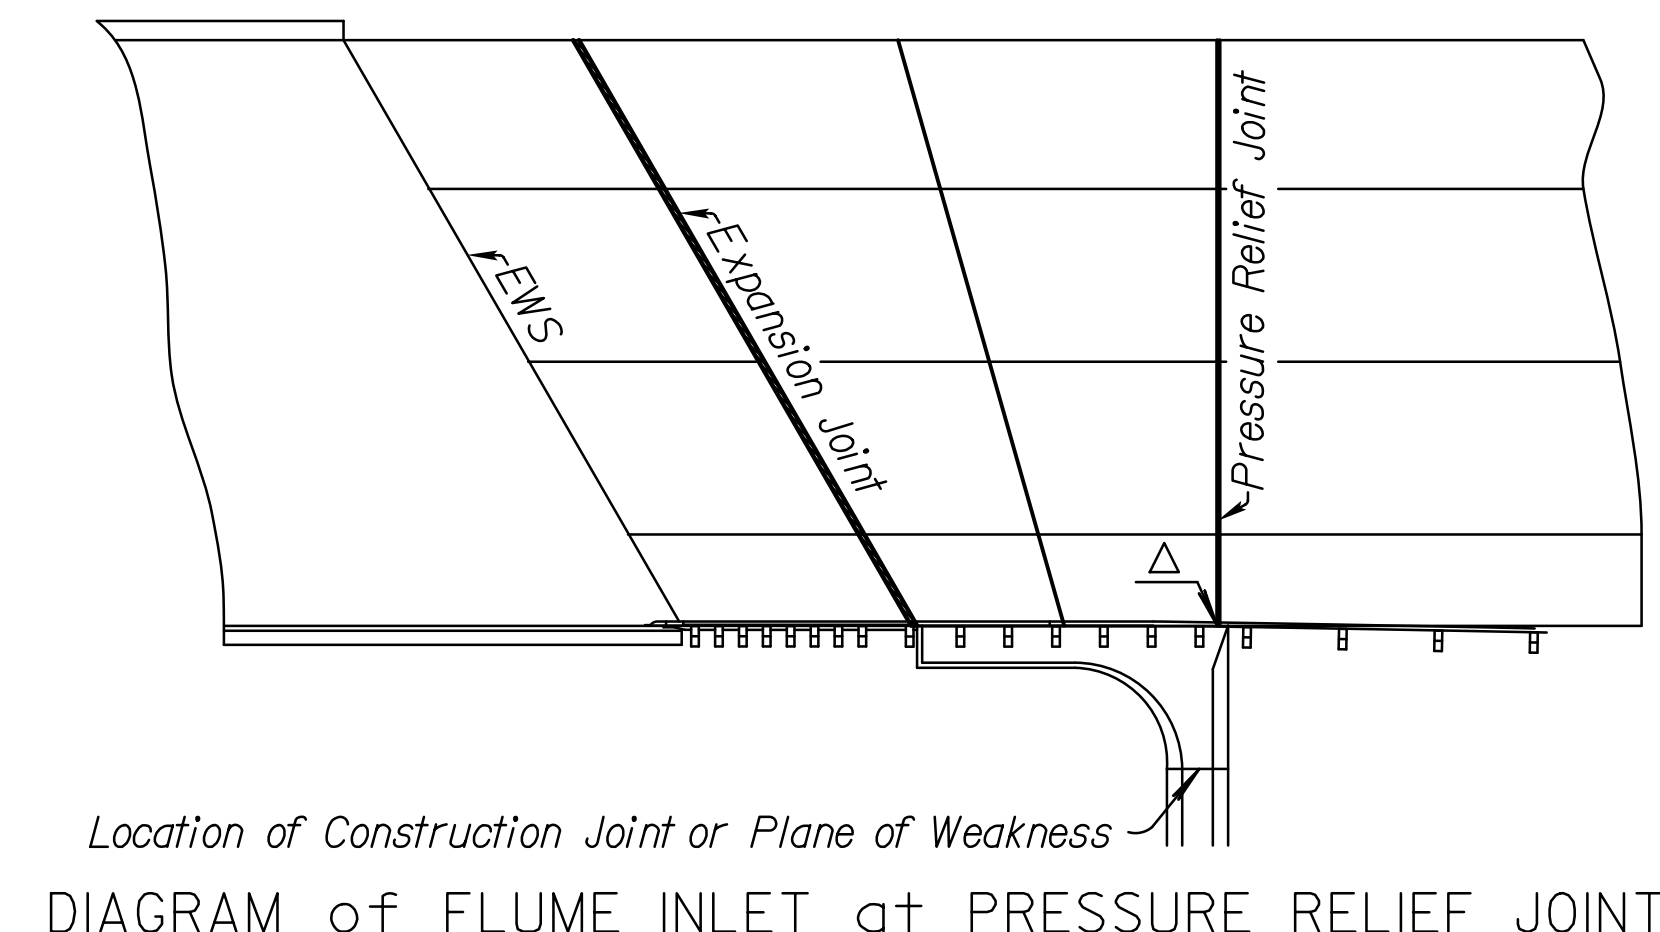 Pressure Relief Joint
Expansion Joint
EWS
△
Location of Construction Joint or Plane of Weakness
DIAGRAM of FLUME INLET at PRESSURE RELIEF JOINT